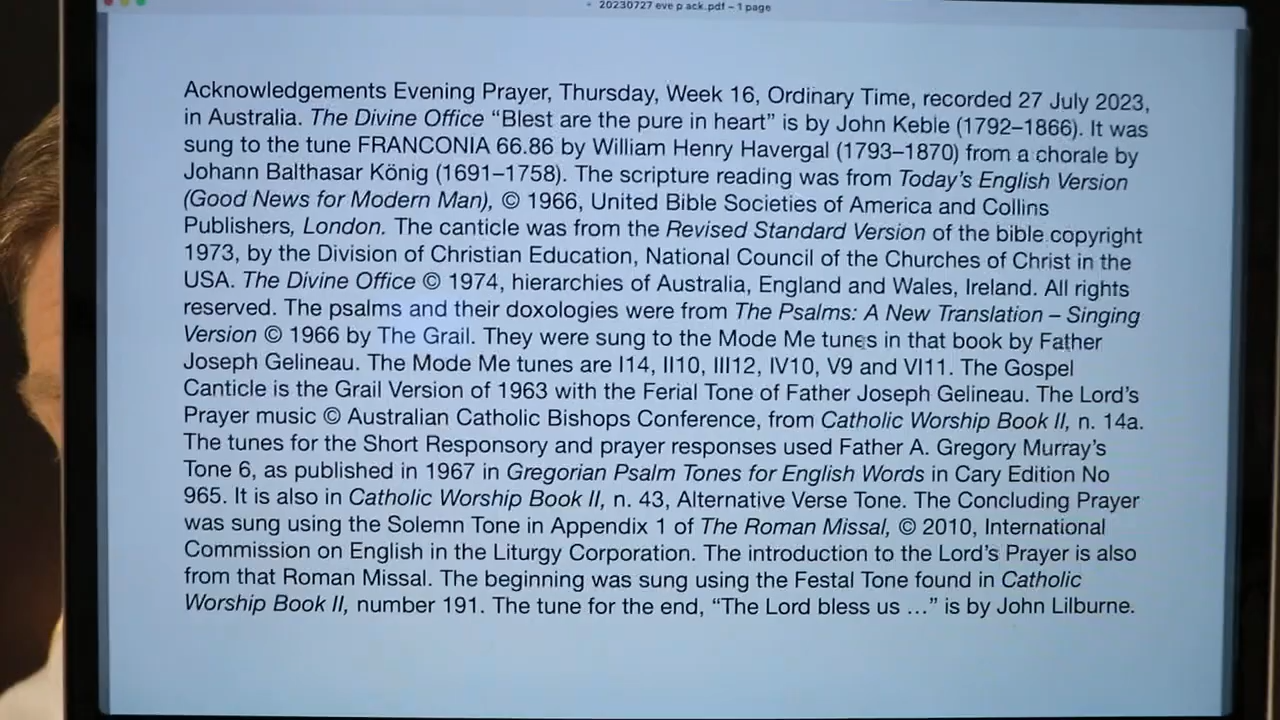 20230727 eve p ack.pdf – 1 page
Acknowledgements Evening Prayer, Thursday, Week 16, Ordinary Time, recorded 27 July 2023,
in Australia. The Divine Office “Blest are the pure in heart” is by John Keble (1792–1866). It was
sung to the tune FRANCONIA 66.86 by William Henry Havergal (1793–1870) from a chorale by
Johann Balthasar König (1691–1758). The scripture reading was from Today’s English Version
(Good News for Modern Man), © 1966, United Bible Societies of America and Collins
Publishers, London. The canticle was from the Revised Standard Version of the bible copyright
1973, by the Division of Christian Education, National Council of the Churches of Christ in the
USA. The Divine Office © 1974, hierarchies of Australia, England and Wales, Ireland. All rights
reserved. The psalms and their doxologies were from The Psalms: A New Translation – Singing
Version © 1966 by The Grail. They were sung to the Mode Me tunes in that book by Father
Joseph Gelineau. The Mode Me tunes are I14, II10, III12, IV10, V9 and VI11. The Gospel
Canticle is the Grail Version of 1963 with the Ferial Tone of Father Joseph Gelineau. The Lord’s
Prayer music © Australian Catholic Bishops Conference, from Catholic Worship Book II, n. 14a.
The tunes for the Short Responsory and prayer responses used Father A. Gregory Murray’s
Tone 6, as published in 1967 in Gregorian Psalm Tones for English Words in Cary Edition No
965. It is also in Catholic Worship Book II, n. 43, Alternative Verse Tone. The Concluding Prayer
was sung using the Solemn Tone in Appendix 1 of The Roman Missal, © 2010, International
Commission on English in the Liturgy Corporation. The introduction to the Lord’s Prayer is also
from that Roman Missal. The beginning was sung using the Festal Tone found in Catholic
Worship Book II, number 191. The tune for the end, “The Lord bless us …” is by John Lilburne.